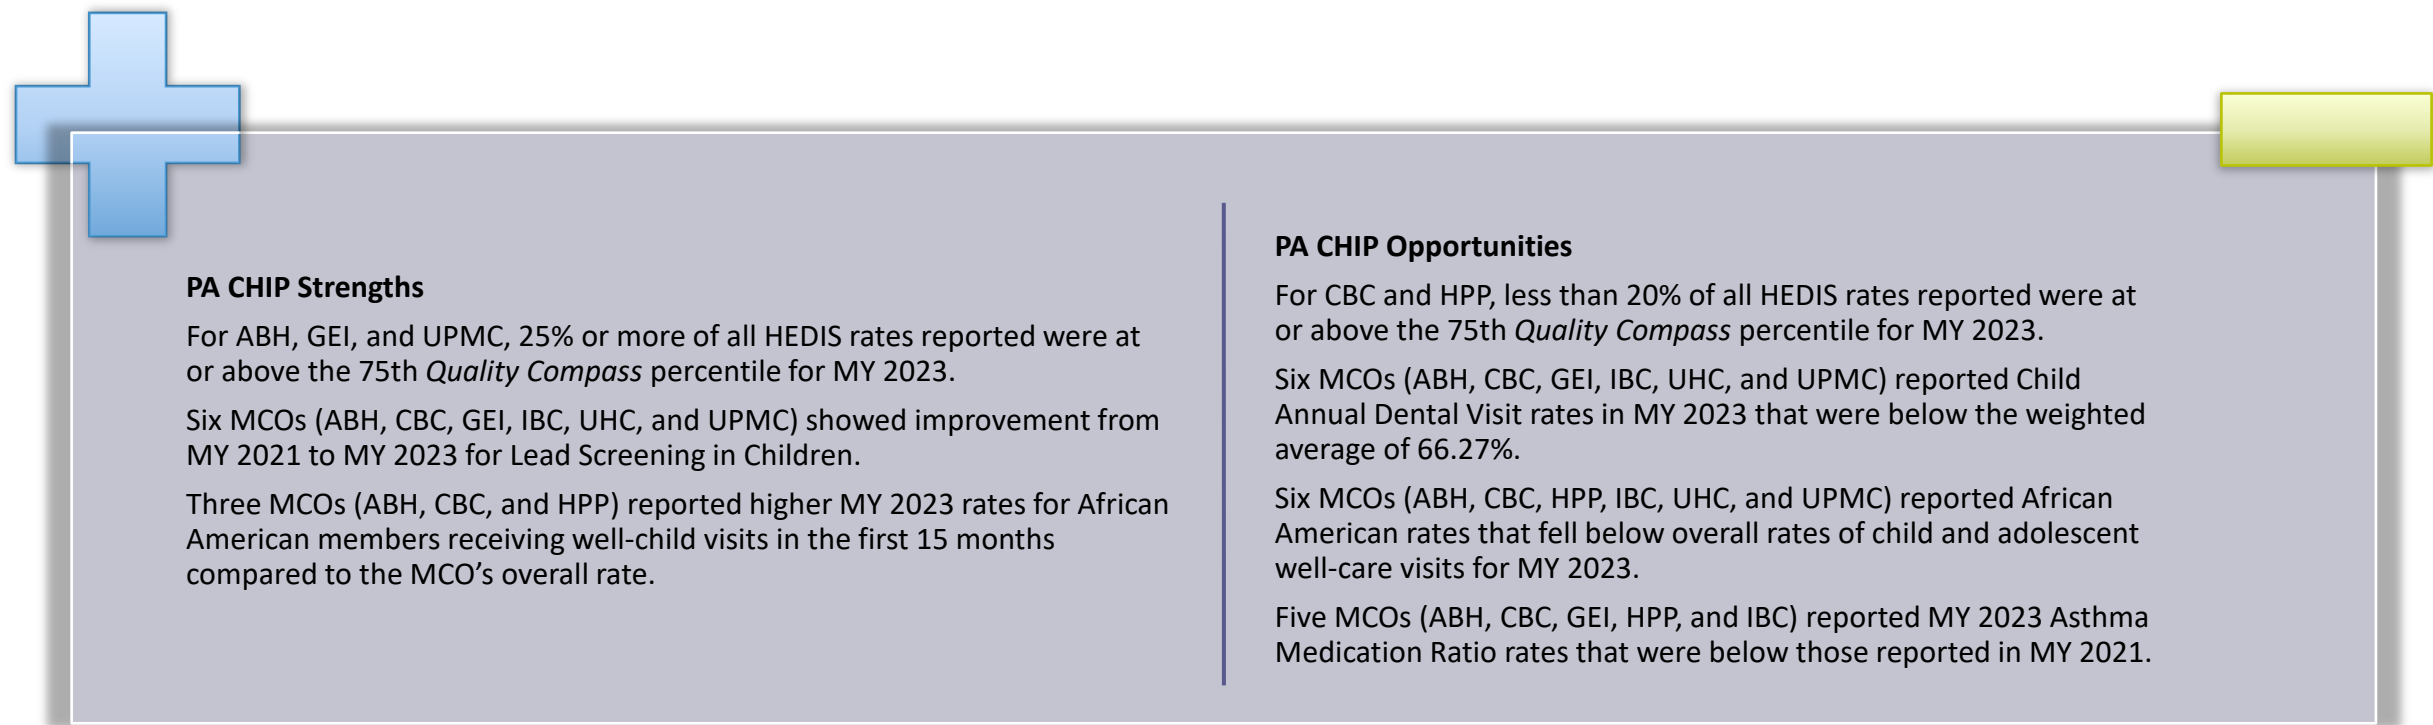 PA CHIP Strengths
For ABH, GEI, and UPMC, 25% or more of all HEDIS rates reported were at
or above the 75th Quality Compass percentile for MY 2023.
Six MCOs (ABH, CBC, GEI, IBC, UHC, and UPMC) showed improvement from
MY 2021 to MY 2023 for Lead Screening in Children.
Three MCOs (ABH, CBC, and HPP) reported higher MY 2023 rates for African
American members receiving well-child visits in the first 15 months
compared to the MCO’s overall rate.
PA CHIP Opportunities
For CBC and HPP, less than 20% of all HEDIS rates reported were at
or above the 75th Quality Compass percentile for MY 2023.
Six MCOs (ABH, CBC, GEI, IBC, UHC, and UPMC) reported Child
Annual Dental Visit rates in MY 2023 that were below the weighted
average of 66.27%.
Six MCOs (ABH, CBC, HPP, IBC, UHC, and UPMC) reported African
American rates that fell below overall rates of child and adolescent
well-care visits for MY 2023.
Five MCOs (ABH, CBC, GEI, HPP, and IBC) reported MY 2023 Asthma
Medication Ratio rates that were below those reported in MY 2021.